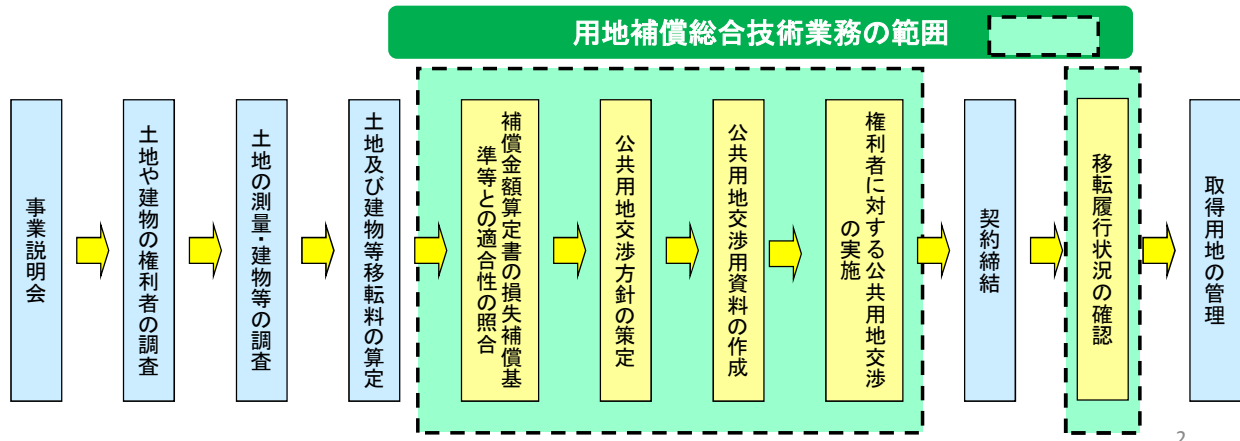 用地補償総合技術業務の範囲
事業説明会
土地や建物の権利者の調査
土地の測量・建物等の調査
土地及び建物等移転料の算定
補償金額算定書の損失補償基
準等との適合性の照合
公共用地交渉方針の策定
公共用地交渉用資料の作成
権利者に対する公共用地交渉
の実施
契約締結
移転履行状況の確認
取得用地の管理
2